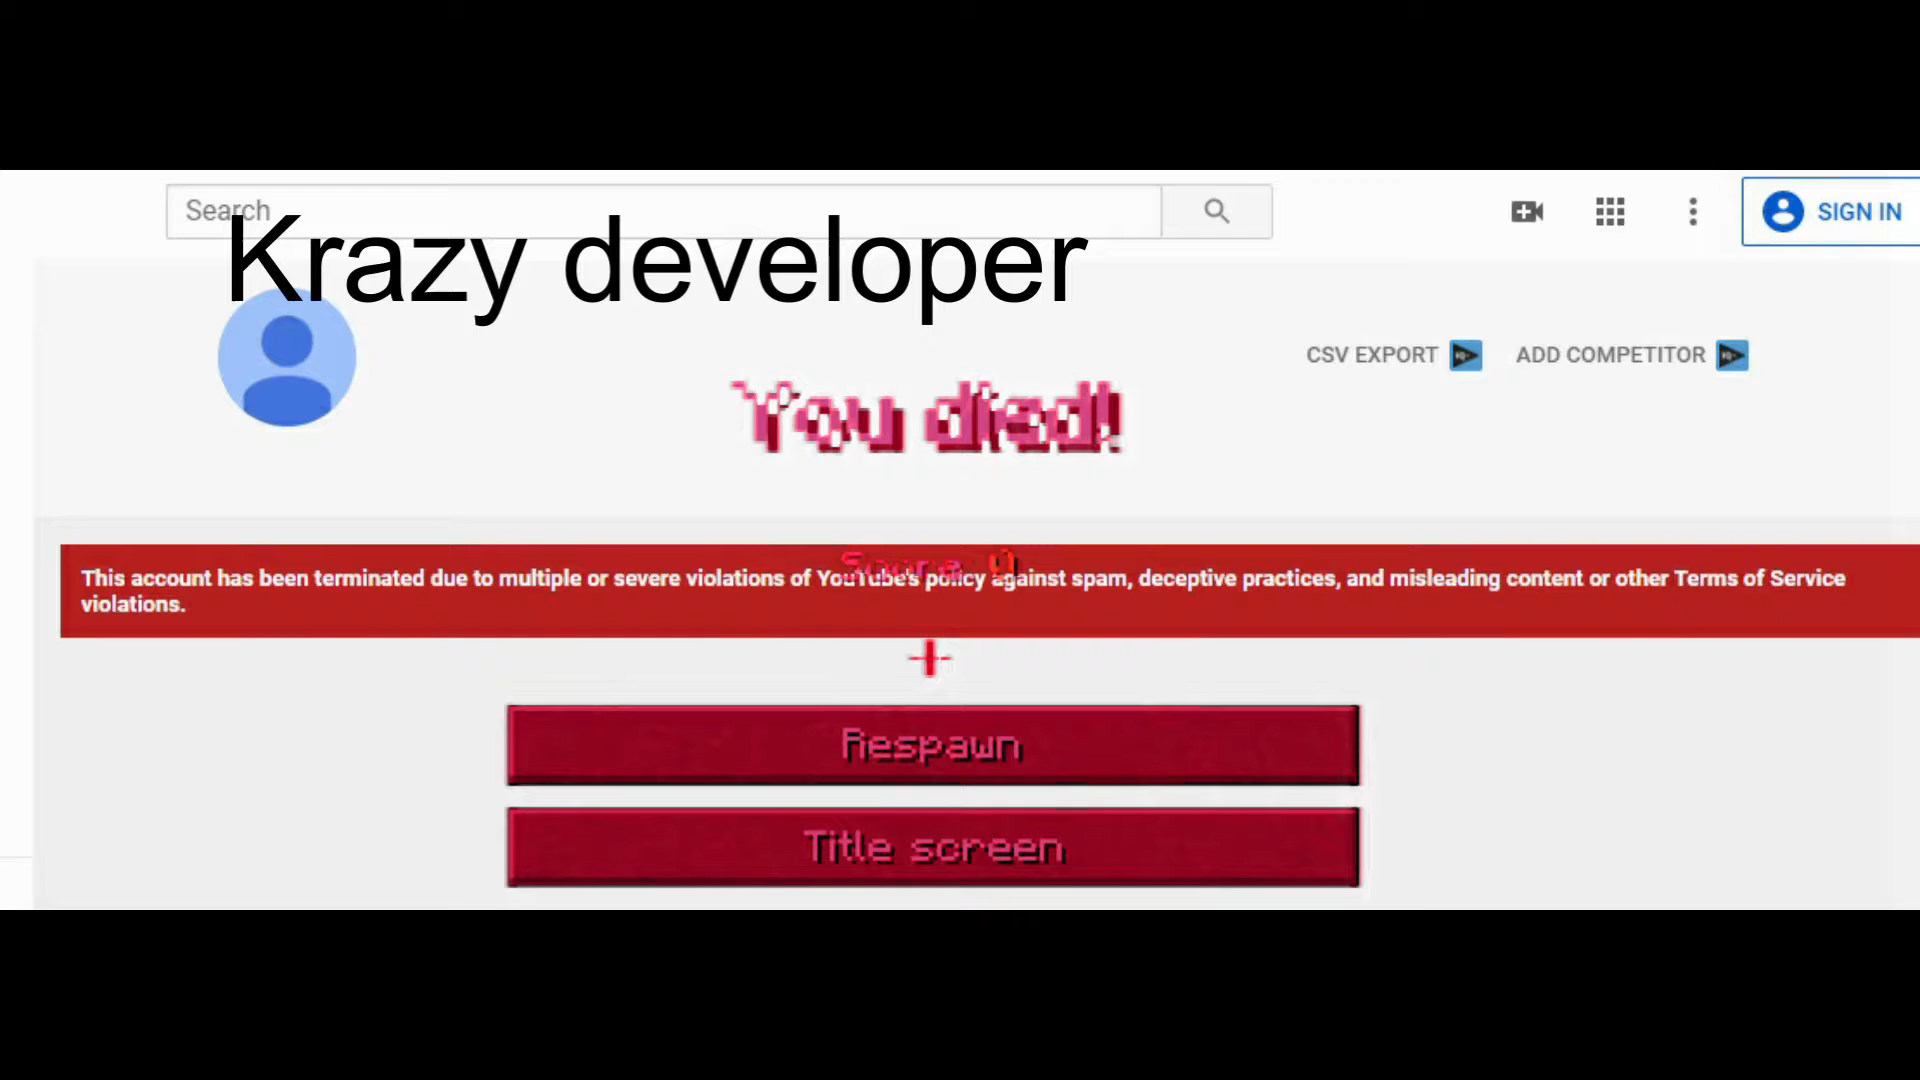 Search
SIGN IN
Krazy developer
CSV EXPORT
ADD COMPETITOR
You died!
This account has been terminated due to multiple or severe violations of YouTube's policy against spam, deceptive practices, and misleading content or other Terms of Service
violations.
Respawn
Title screen